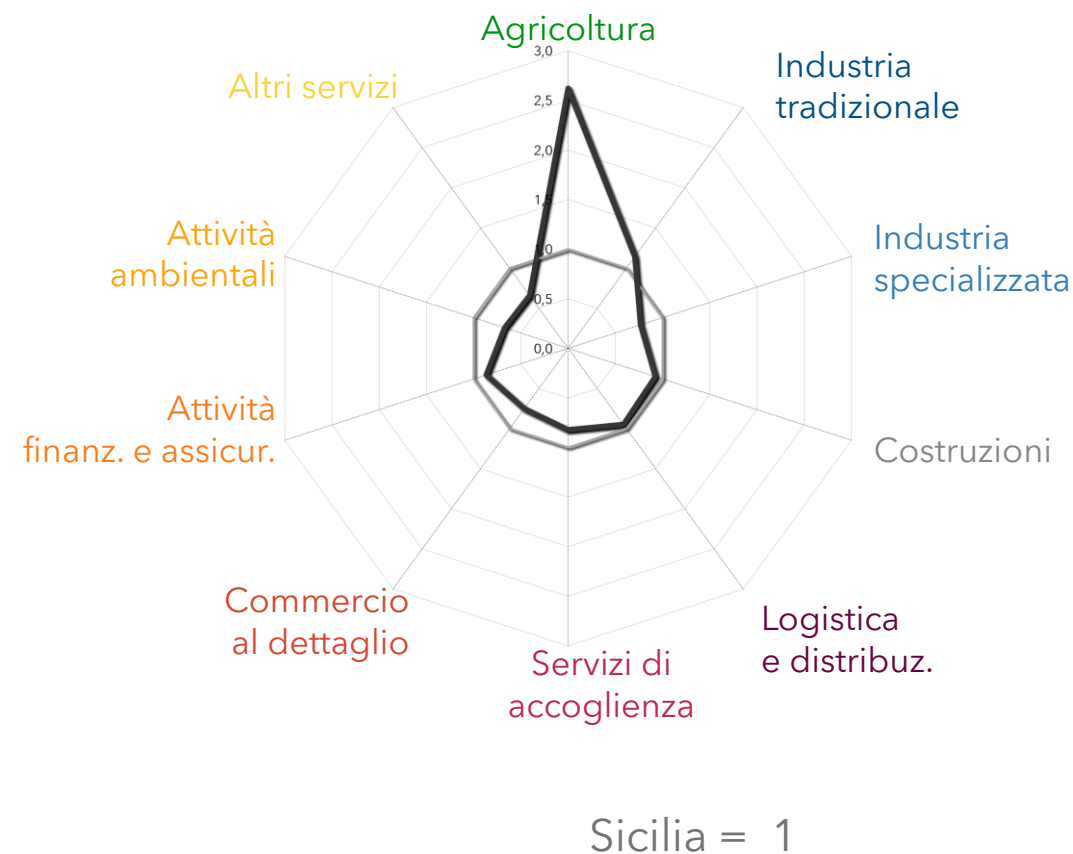 Agricoltura
3,0
Altri servizi
Industria
tradizionale
2,5
2,0
1,5
Attività
ambientali
1,0
Industria
specializzata
0,5
0,0
Attività
finanz. e assicur.
Costruzioni
Commercio
al dettaglio
Logistica
e distribuz.
Servizi di
accoglienza
Sicilia = 1